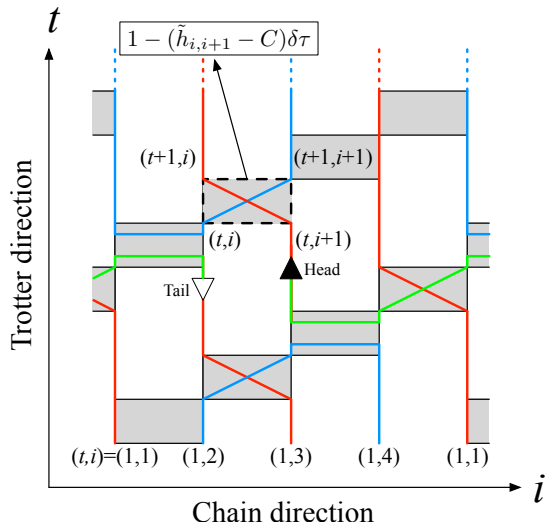 t
1 − (h̃_{i,i+1} − C)δτ
(t+1,i)
(t+1,i+1)
(t,i)
(t,i+1)
Tail
Head
Trotter direction
(t,i)=(1,1)
(1,2)
(1,3)
(1,4)
(1,1)
Chain direction
i